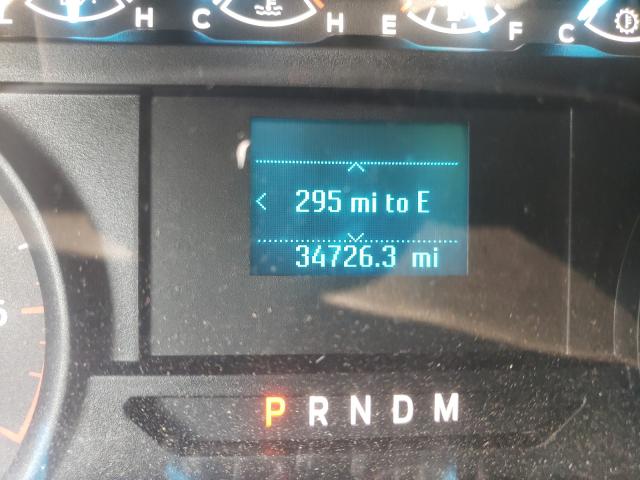 H C H E F C
295 mi to E
34726.3 mi
P R N D M